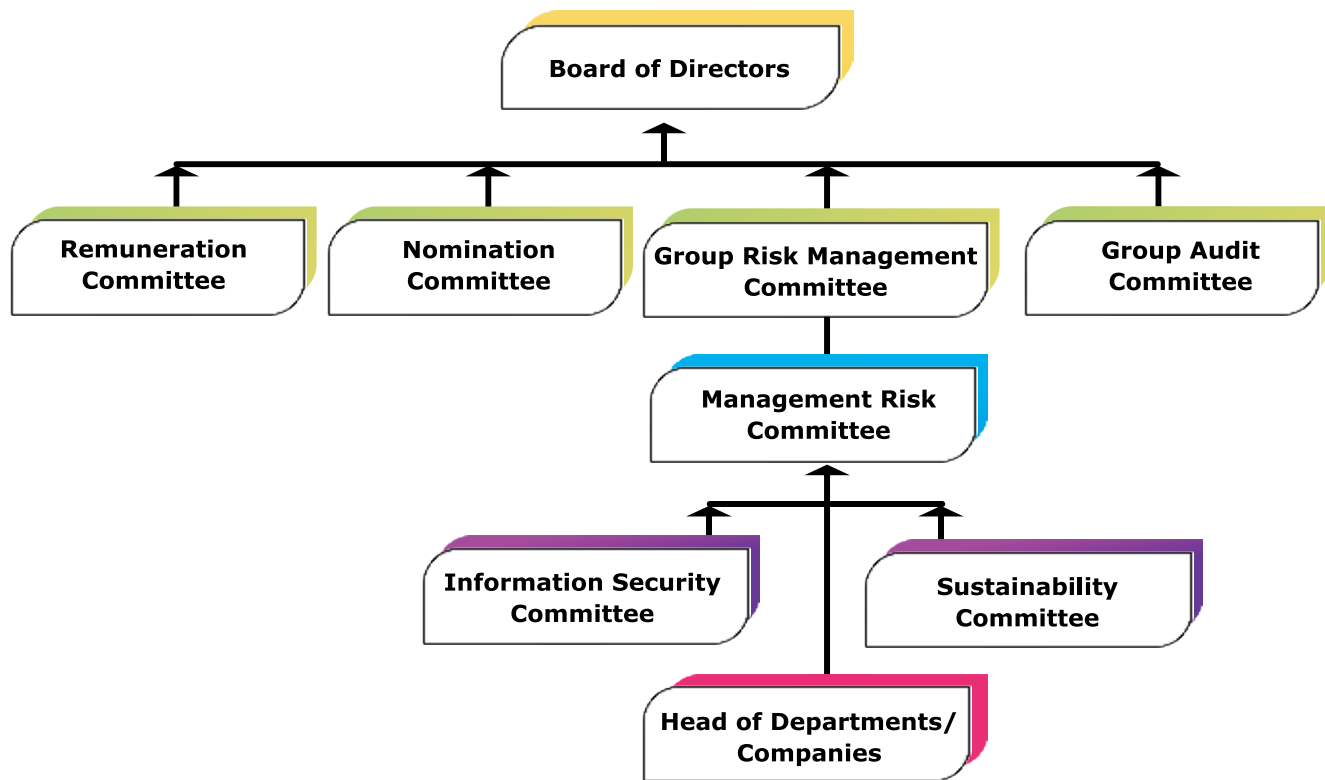 Board of Directors
Remuneration
Committee
Nomination
Committee
Group Risk Management
Committee
Group Audit
Committee
Management Risk
Committee
Information Security
Committee
Sustainability
Committee
Head of Departments/
Companies